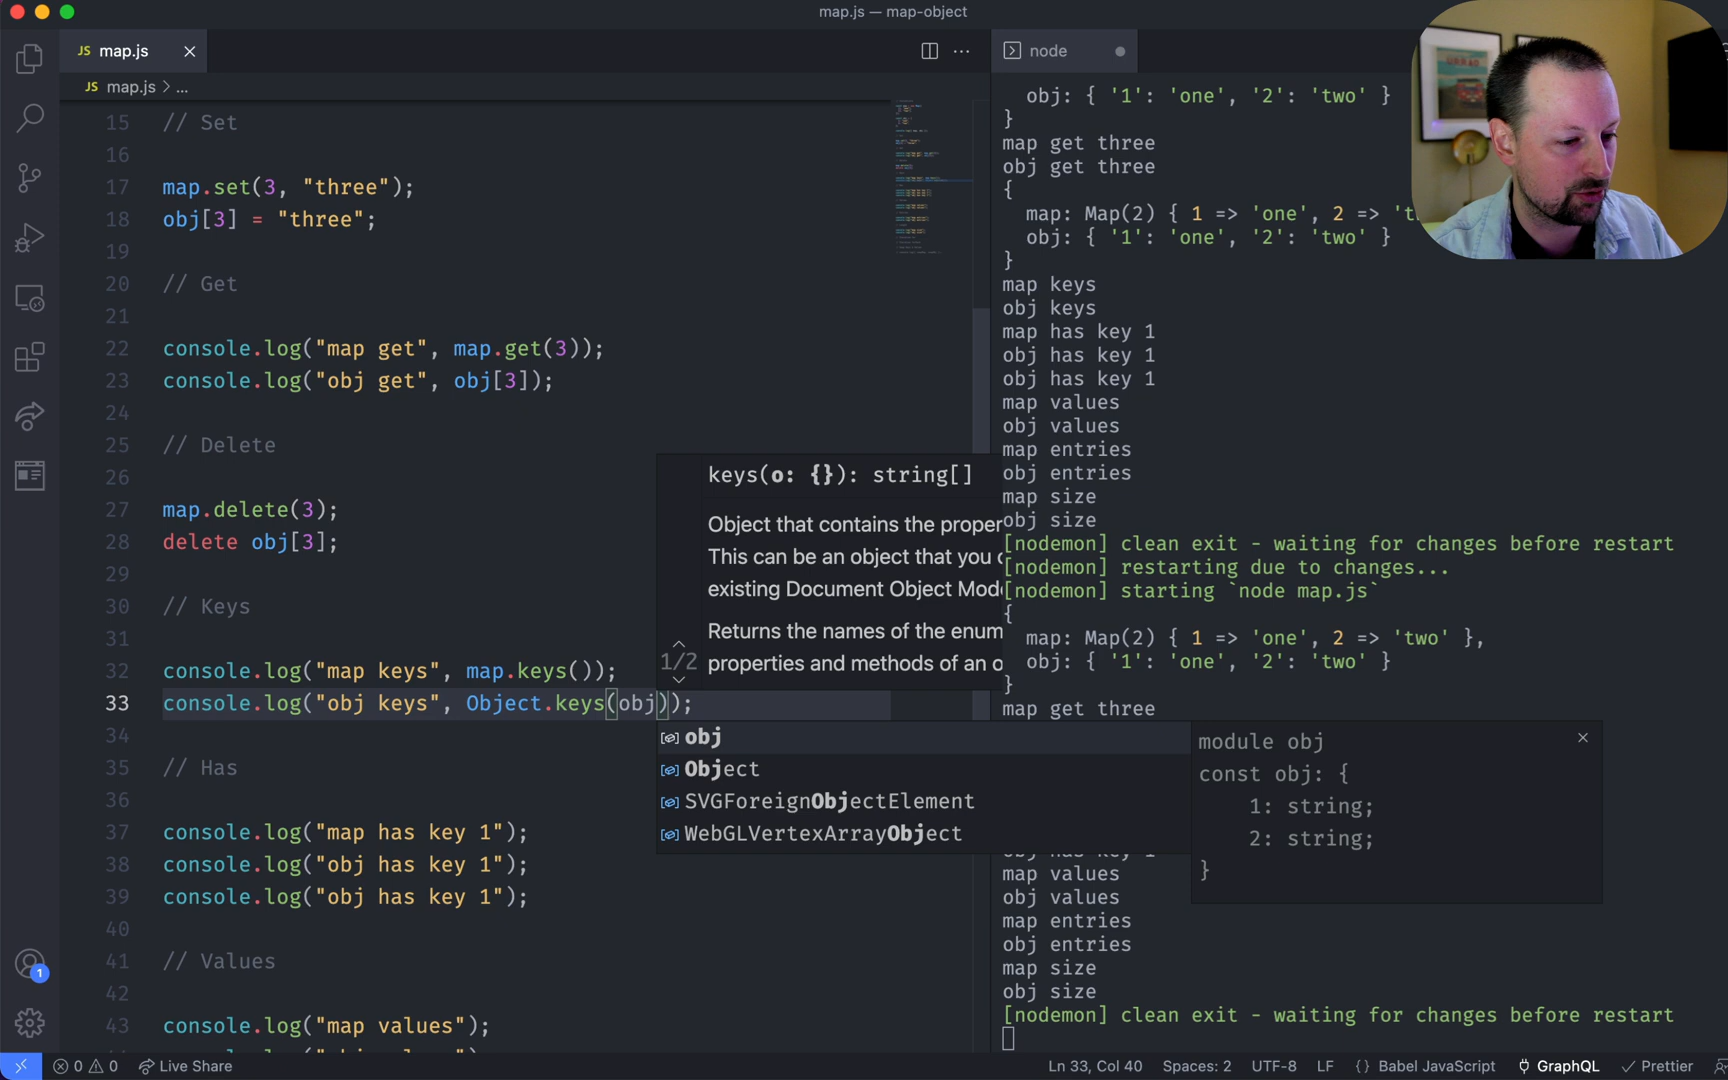 map.js — map-object
JS map.js
JS map.js > ...
15 // Set
16
17 map.set(3, "three");
18 obj[3] = "three";
19
20 // Get
21
22 console.log("map get", map.get(3));
23 console.log("obj get", obj[3]);
24
25 // Delete
26
27 map.delete(3);
28 delete obj[3];
29
30 // Keys
31
32 console.log("map keys", map.keys());
33 console.log("obj keys", Object.keys(obj));
34
35 // Has
36
37 console.log("map has key 1");
38 console.log("obj has key 1");
39 console.log("obj has key 1");
40
41 // Values
42
43 console.log("map values");
keys(o: {}): string[]
Object that contains the proper
This can be an object that you
existing Document Object Mod
1/2
Returns the names of the enum
properties and methods of an o
obj
Object
SVGForeignObjectElement
WebGLVertexArrayObject
module obj
const obj: {
1: string;
2: string;
}
node
obj: { '1': 'one', '2': 'two' }
}
map get three
obj get three
{
map: Map(2) { 1 => 'one', 2 =>
obj: { '1': 'one', '2': 'two' }
}
map keys
obj keys
map has key 1
obj has key 1
obj has key 1
map values
obj values
map entries
obj entries
map size
obj size
[nodemon] clean exit - waiting for changes before restart
[nodemon] restarting due to changes...
[nodemon] starting `node map.js`
{
map: Map(2) { 1 => 'one', 2 => 'two' },
obj: { '1': 'one', '2': 'two' }
}
map get three
obj has key 1
map values
obj values
map entries
obj entries
map size
obj size
[nodemon] clean exit - waiting for changes before restart
1
0 0 Live Share
Ln 33, Col 40 Spaces: 2 UTF-8 LF {} Babel JavaScript GraphQL Prettier